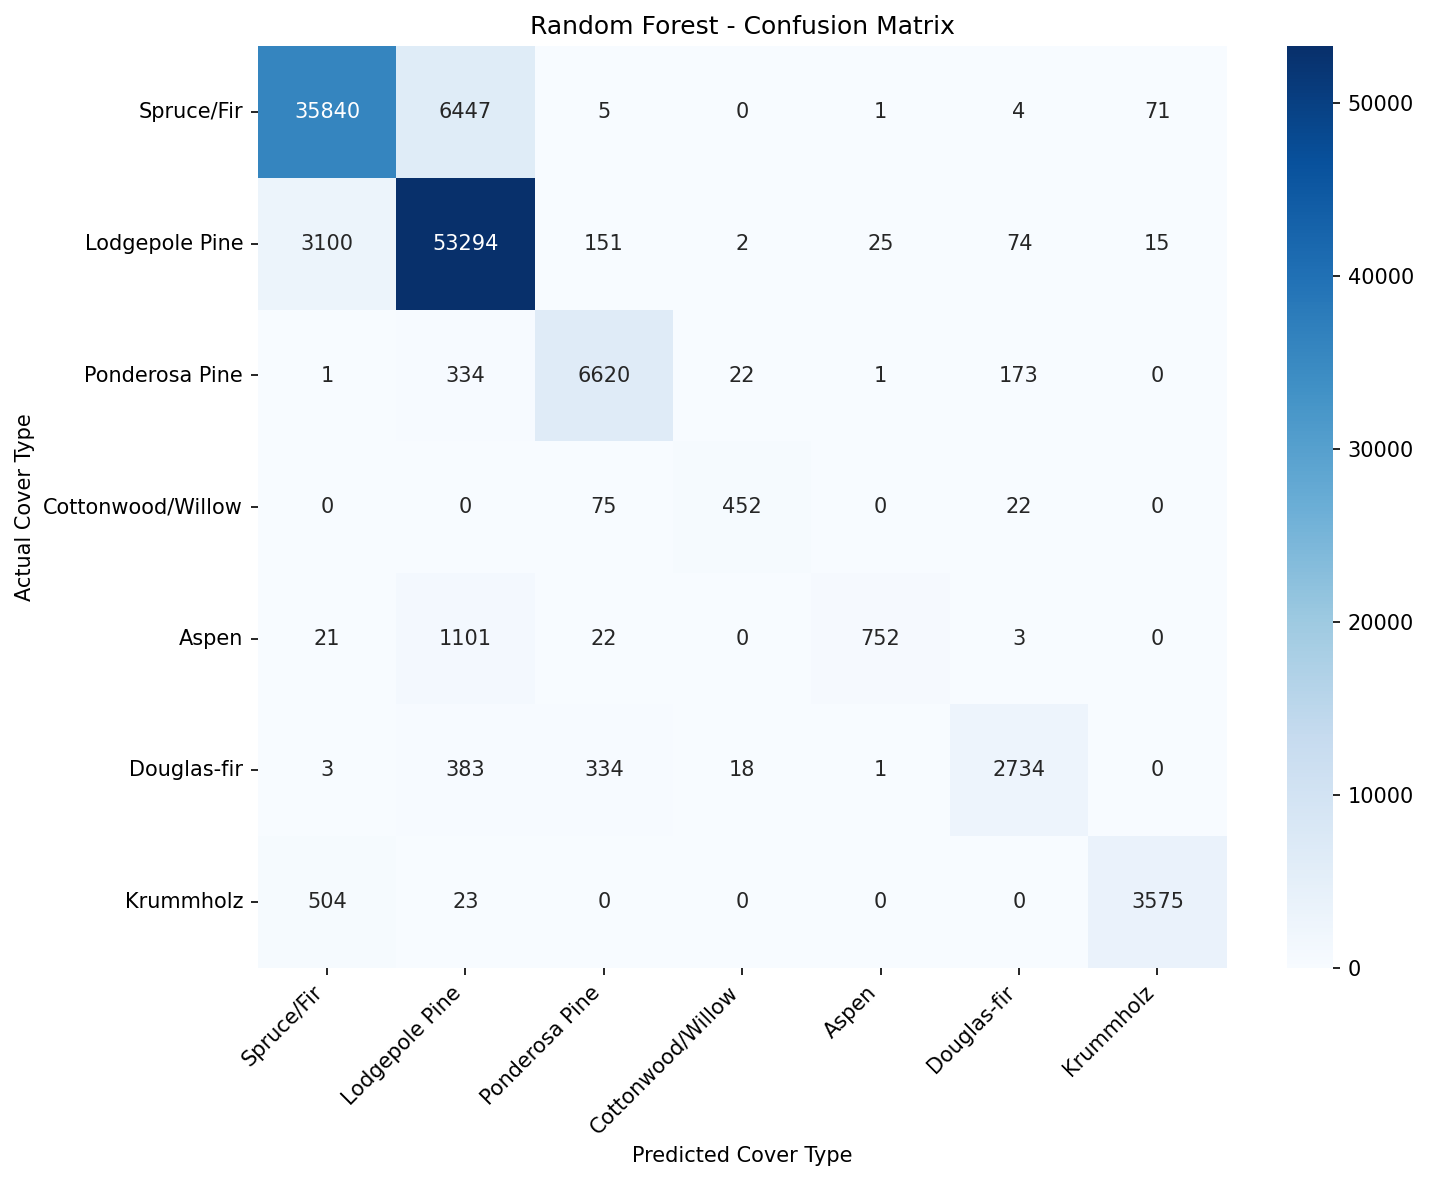 Random Forest - Confusion Matrix
Actual Cover Type
Spruce/Fir 35840 6447 5 0 1 4 71
Lodgepole Pine 3100 53294 151 2 25 74 15
Ponderosa Pine 1 334 6620 22 1 173 0
Cottonwood/Willow 0 0 75 452 0 22 0
Aspen 21 1101 22 0 752 3 0
Douglas-fir 3 383 334 18 1 2734 0
Krummholz 504 23 0 0 0 0 3575
Spruce/Fir Lodgepole Pine Ponderosa Pine Cottonwood/Willow Aspen Douglas-fir Krummholz
Predicted Cover Type
50000
40000
30000
20000
10000
0